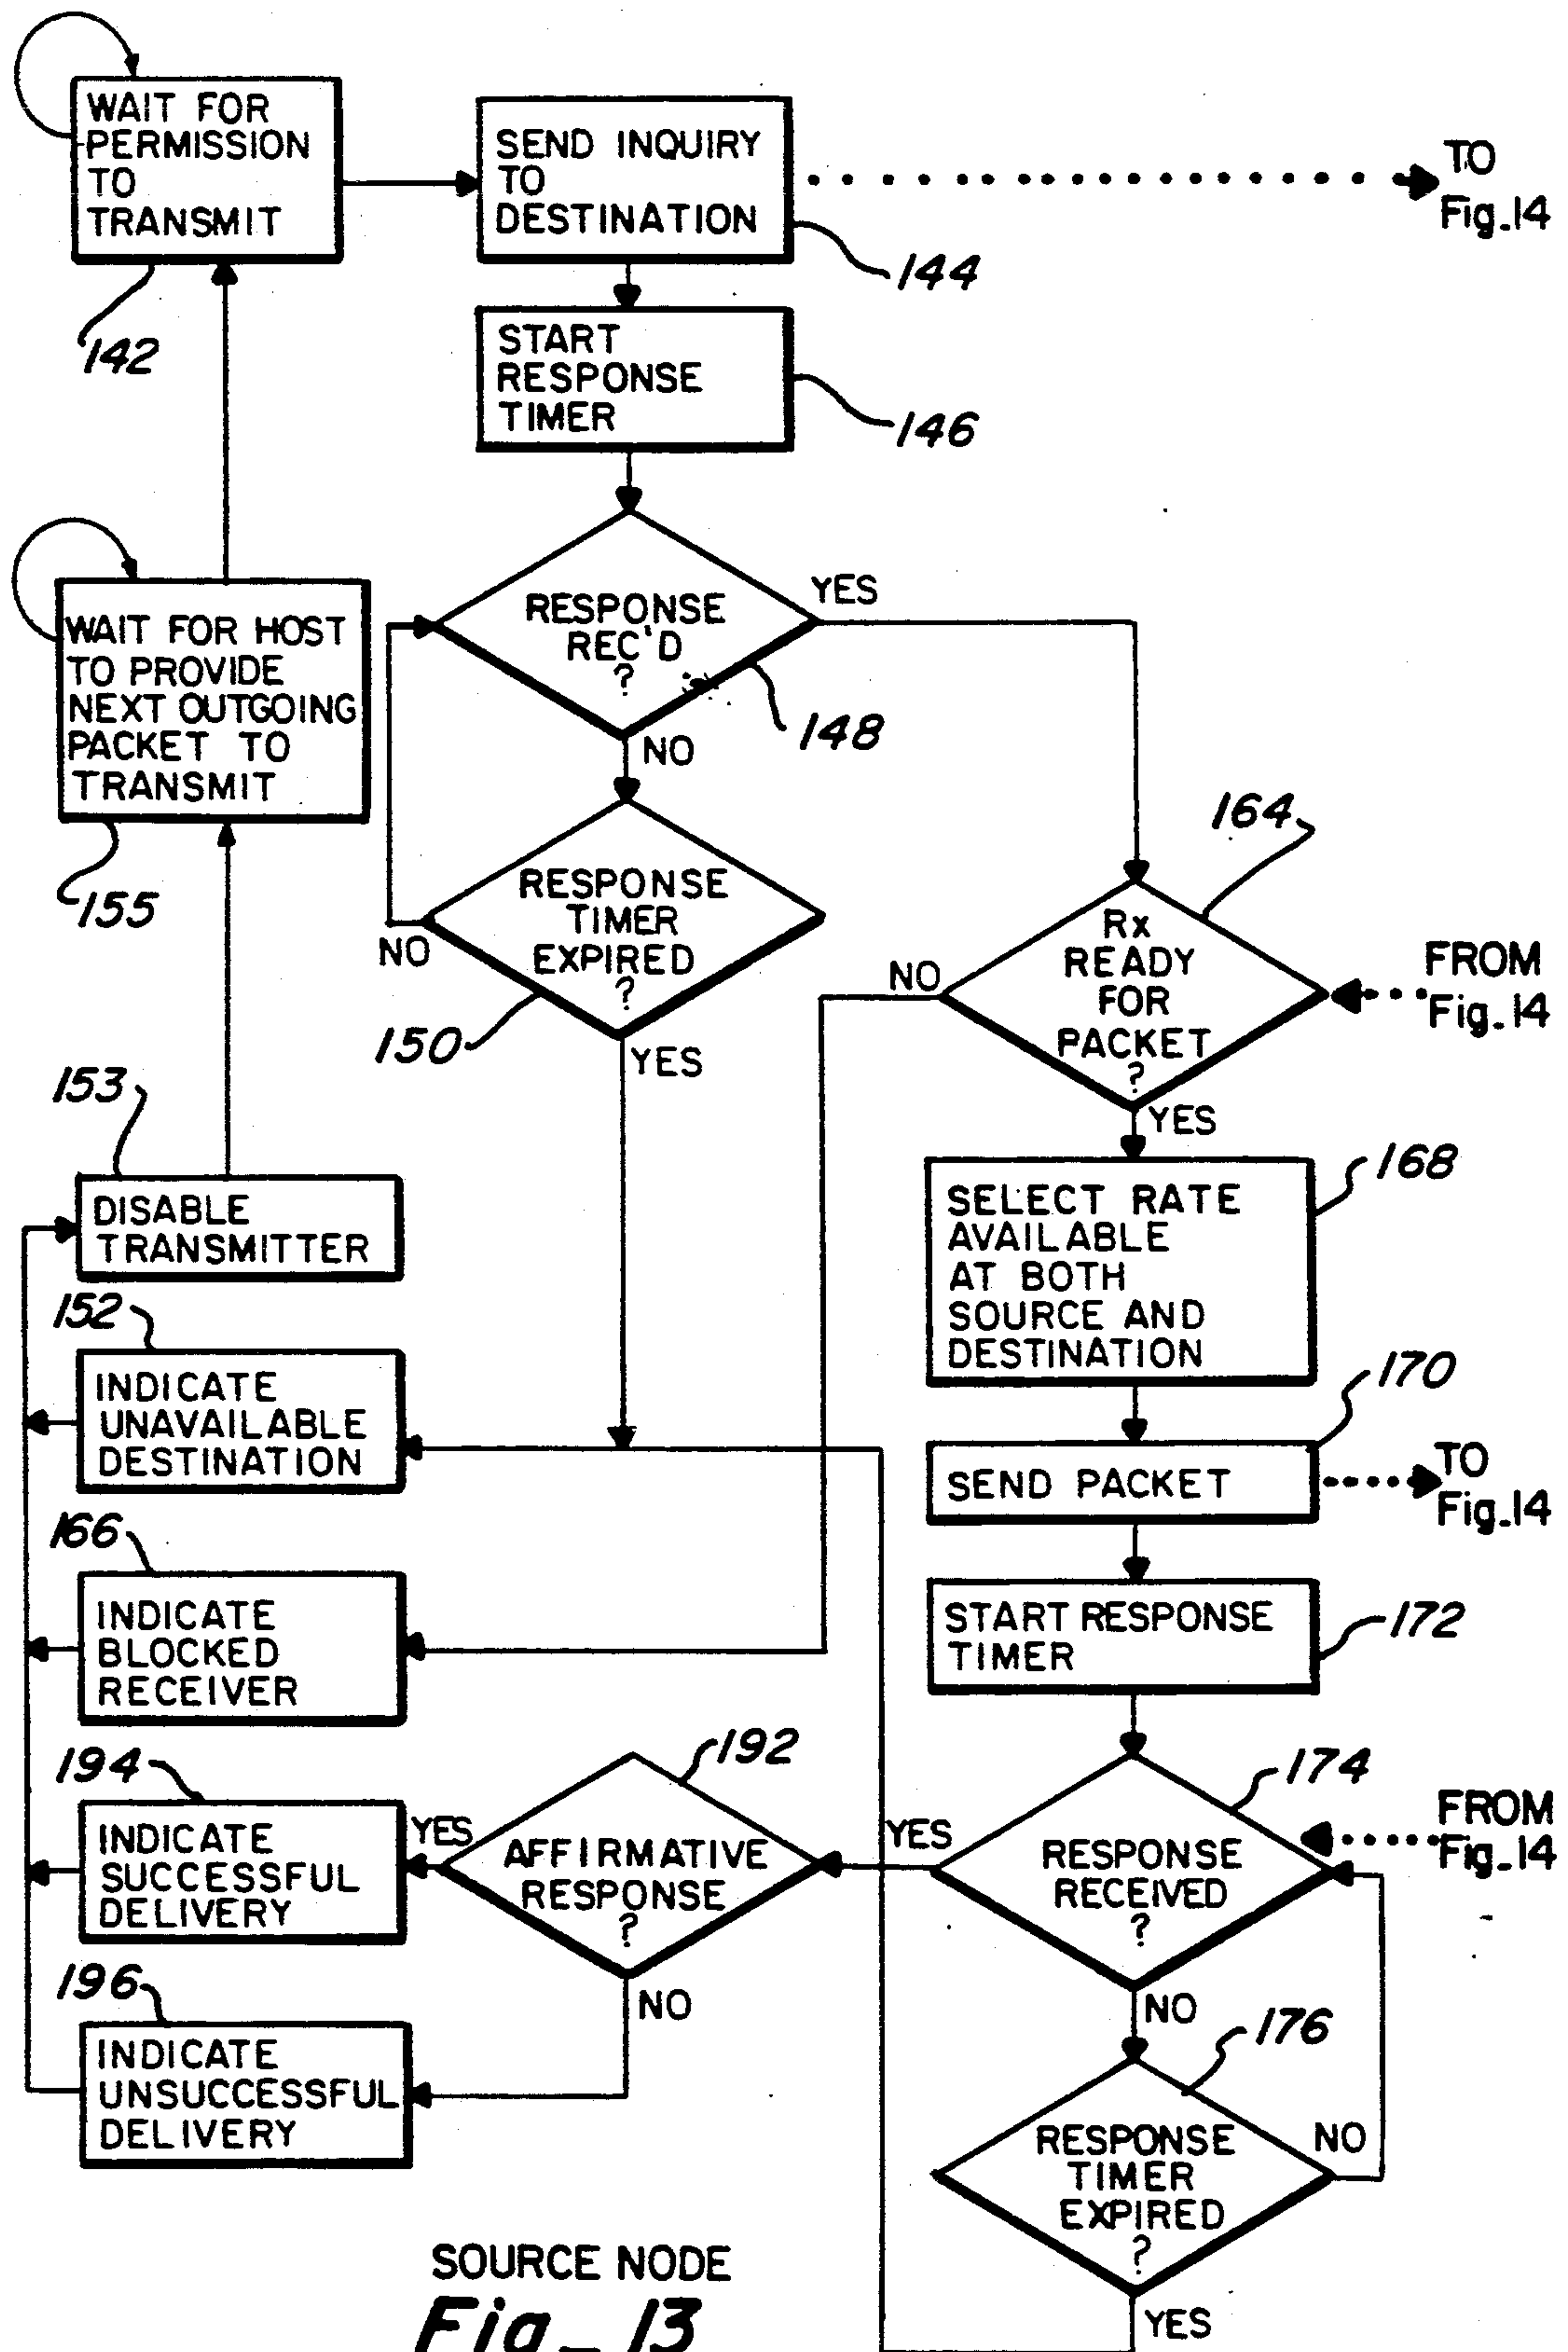 WAIT FOR
PERMISSION
TO
TRANSMIT
142
SEND INQUIRY
TO
DESTINATION
144
TO
Fig.14
START
RESPONSE
TIMER
146
WAIT FOR HOST
TO PROVIDE
NEXT OUTGOING
PACKET TO
TRANSMIT
155
RESPONSE
REC'D
?
YES
148
NO
RESPONSE
TIMER
EXPIRED
?
NO
150
YES
164
Rx
READY
FOR
PACKET
?
NO
FROM
Fig.14
YES
153
DISABLE
TRANSMITTER
168
SELECT RATE
AVAILABLE
AT BOTH
SOURCE AND
DESTINATION
152
INDICATE
UNAVAILABLE
DESTINATION
170
SEND PACKET
TO
Fig.14
166
INDICATE
BLOCKED
RECEIVER
START RESPONSE
TIMER
172
194
INDICATE
SUCCESSFUL
DELIVERY
YES
192
AFFIRMATIVE
RESPONSE
?
NO
YES
174
RESPONSE
RECEIVED
?
FROM
Fig.14
NO
196
INDICATE
UNSUCCESSFUL
DELIVERY
176
RESPONSE
TIMER
EXPIRED
?
NO
YES
SOURCE NODE
Fig_13